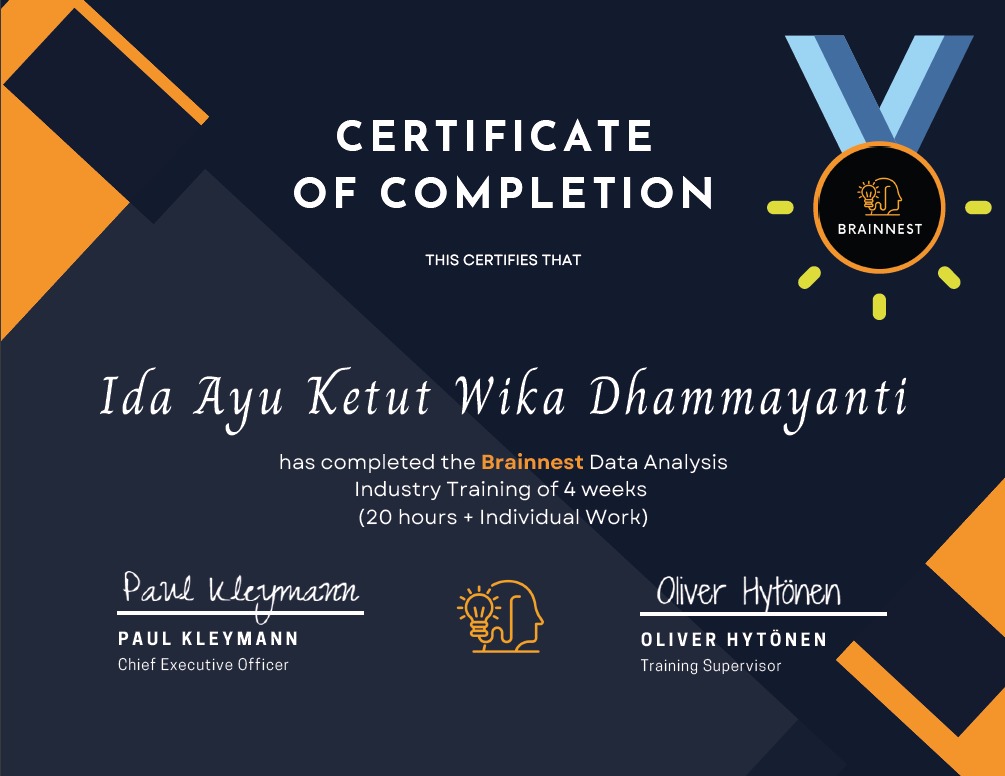 CERTIFICATE
OF COMPLETION
BRAINNEST
THIS CERTIFIES THAT
Ida Ayu Ketut Wika Dhammayanti
has completed the Brainnest Data Analysis
Industry Training of 4 weeks
(20 hours + Individual Work)
Paul Kleymann
PAUL KLEYMANN
Chief Executive Officer
Oliver Hytönen
OLIVER HYTÖNEN
Training Supervisor